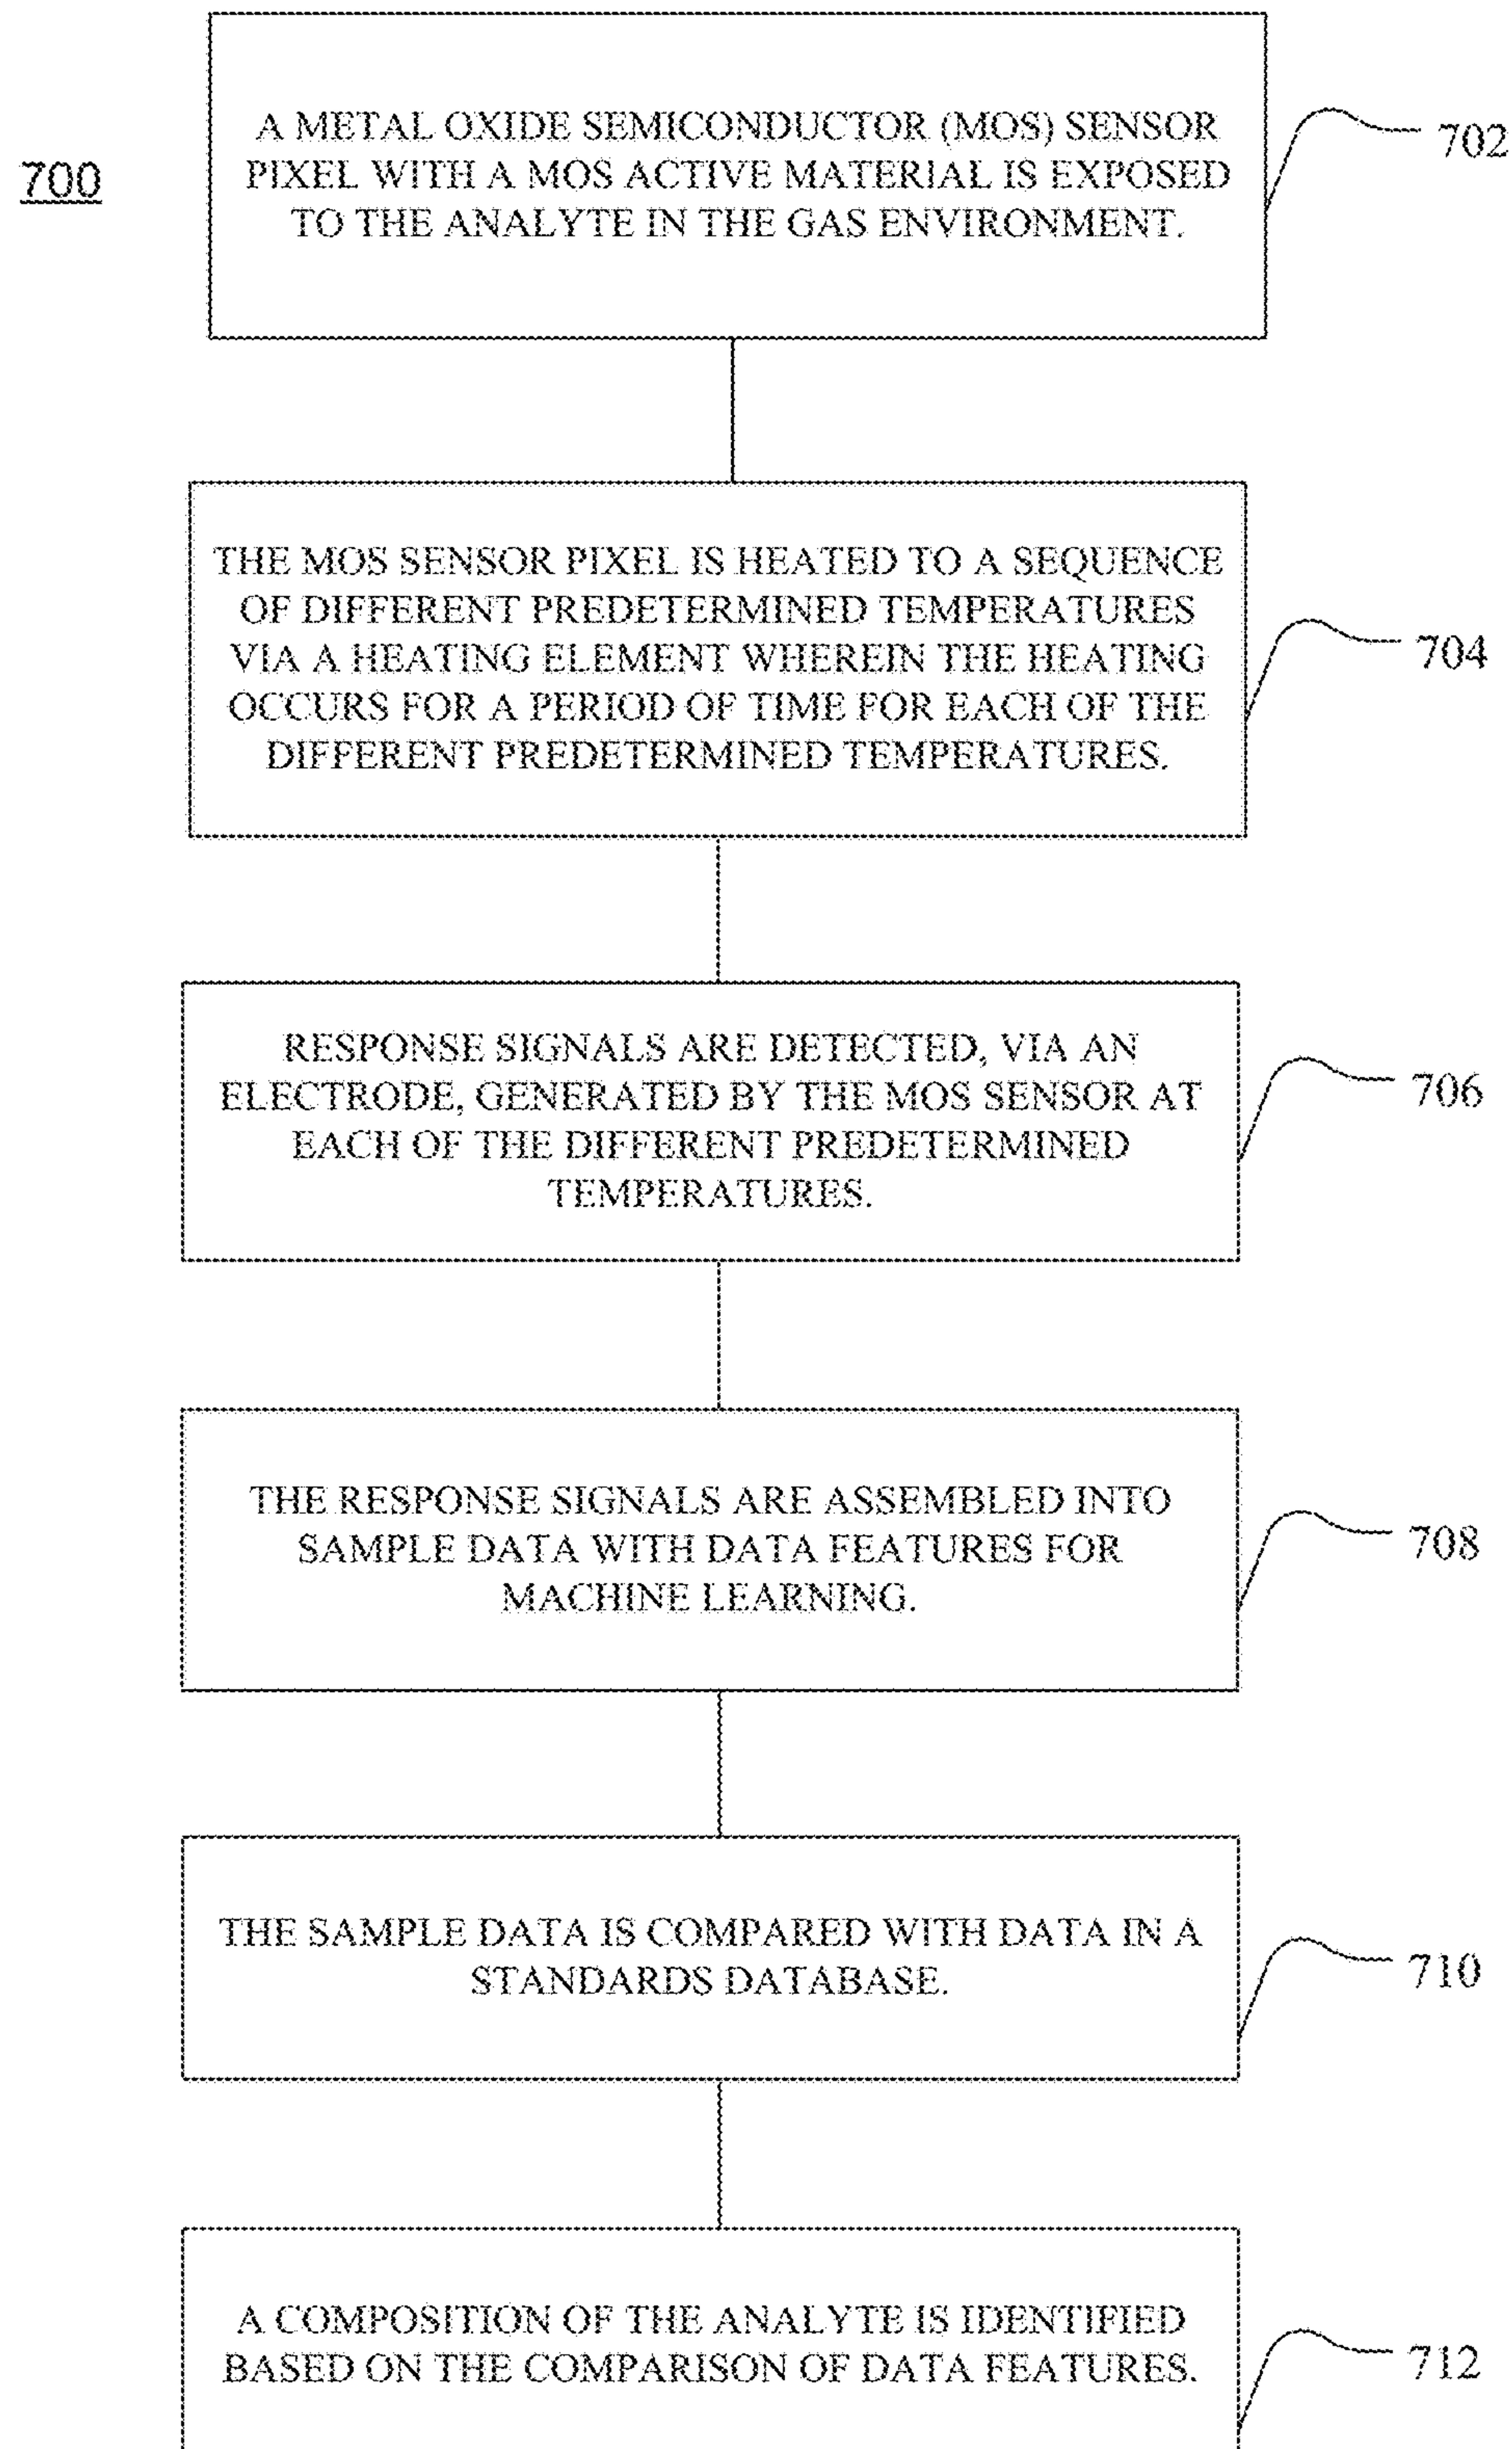 700
A METAL OXIDE SEMICONDUCTOR (MOS) SENSOR
PIXEL WITH A MOS ACTIVE MATERIAL IS EXPOSED
TO THE ANALYTE IN THE GAS ENVIRONMENT.
702
THE MOS SENSOR PIXEL IS HEATED TO A SEQUENCE
OF DIFFERENT PREDETERMINED TEMPERATURES
VIA A HEATING ELEMENT WHEREIN THE HEATING
OCCURS FOR A PERIOD OF TIME FOR EACH OF THE
DIFFERENT PREDETERMINED TEMPERATURES.
704
RESPONSE SIGNALS ARE DETECTED, VIA AN
ELECTRODE, GENERATED BY THE MOS SENSOR AT
EACH OF THE DIFFERENT PREDETERMINED
TEMPERATURES.
706
THE RESPONSE SIGNALS ARE ASSEMBLED INTO
SAMPLE DATA WITH DATA FEATURES FOR
MACHINE LEARNING.
708
THE SAMPLE DATA IS COMPARED WITH DATA IN A
STANDARDS DATABASE.
710
A COMPOSITION OF THE ANALYTE IS IDENTIFIED
BASED ON THE COMPARISON OF DATA FEATURES.
712